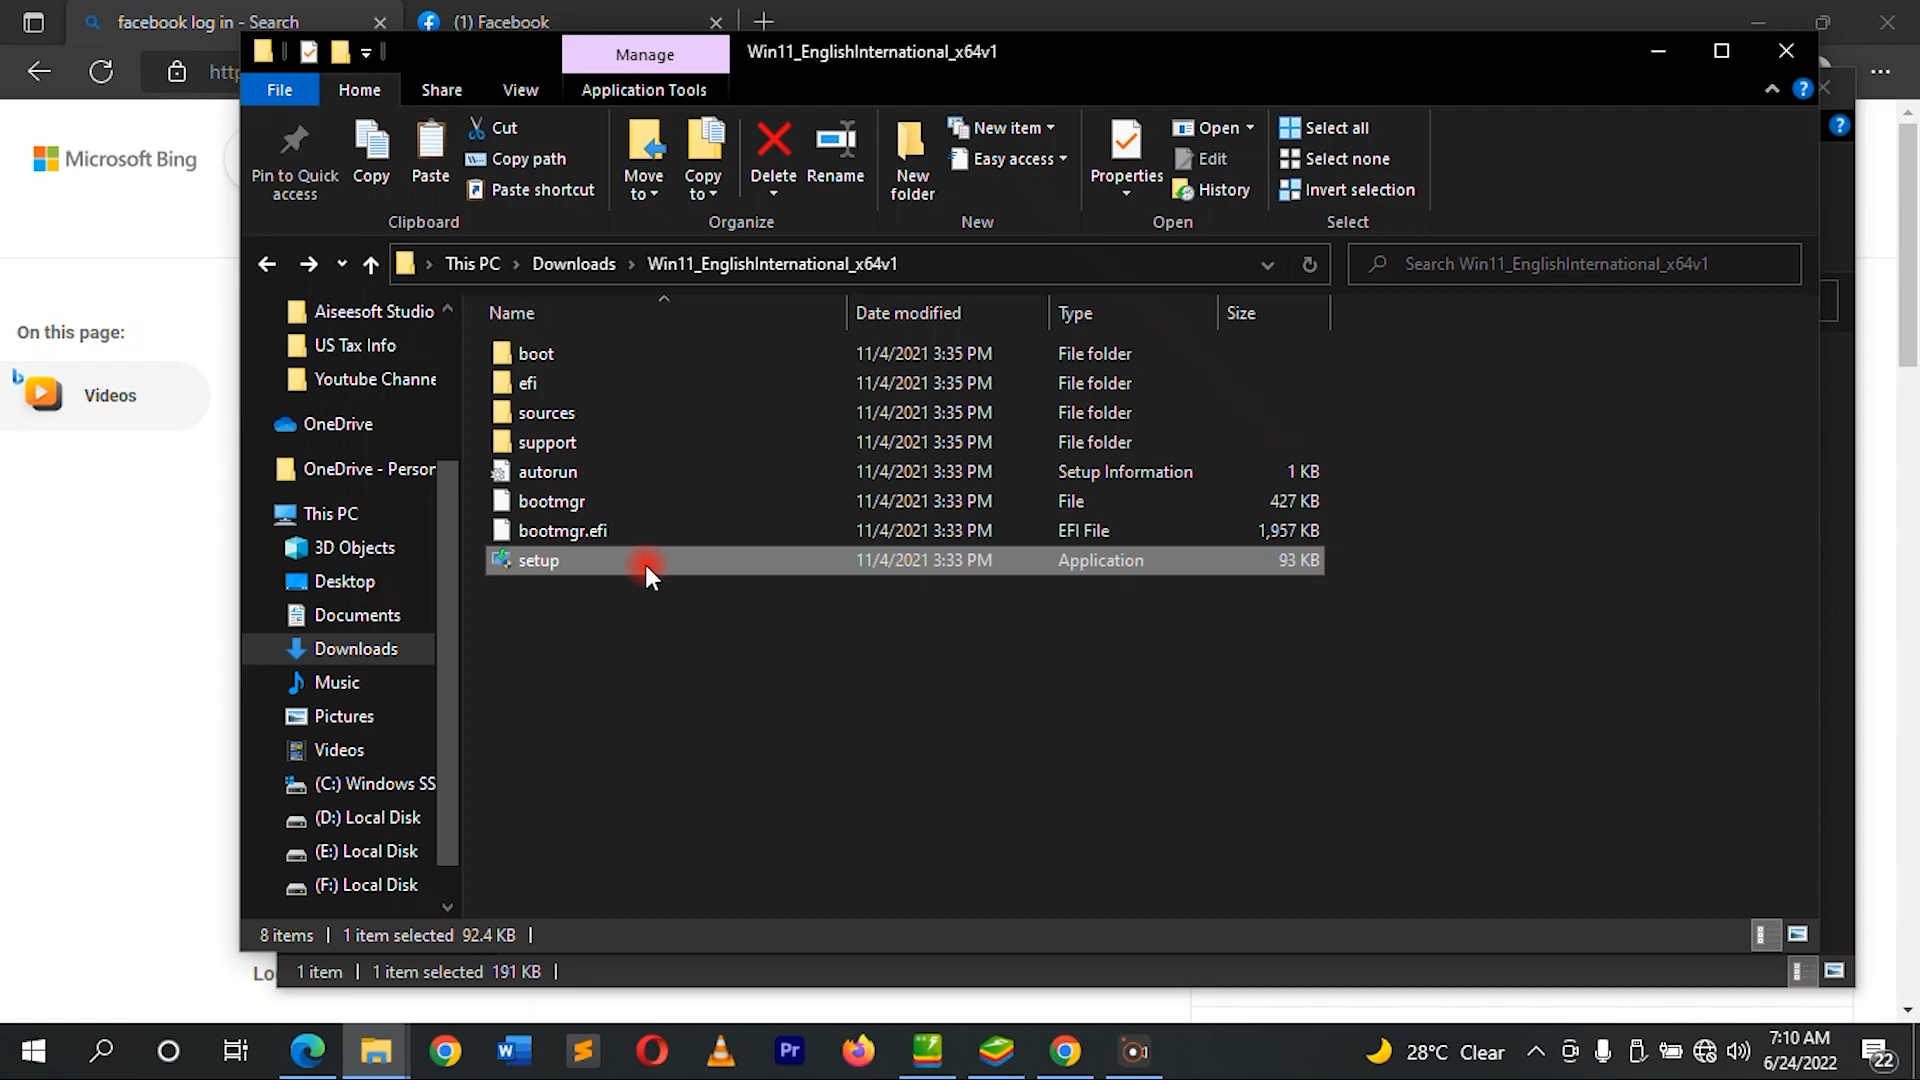 facebook log in - Search
(1) Facebook
Manage
Win11_EnglishInternational_x64v1
File
Home
Share
View
Application Tools
Pin to Quick access
Copy
Paste
Cut
Copy path
Paste shortcut
Clipboard
Move to
Copy to
Delete
Rename
Organize
New folder
New item
Easy access
New
Properties
Open
Edit
History
Open
Select all
Select none
Invert selection
Select
This PC
Downloads
Win11_EnglishInternational_x64v1
Search Win11_EnglishInternational_x64v1
Microsoft Bing
On this page:
Videos
Aiseesoft Studio
US Tax Info
Youtube Channe
OneDrive
OneDrive - Person
This PC
3D Objects
Desktop
Documents
Downloads
Music
Pictures
Videos
(C:) Windows SS
(D:) Local Disk
(E:) Local Disk
(F:) Local Disk
Name Date modified Type Size
boot 11/4/2021 3:35 PM File folder
efi 11/4/2021 3:35 PM File folder
sources 11/4/2021 3:35 PM File folder
support 11/4/2021 3:35 PM File folder
autorun 11/4/2021 3:33 PM Setup Information 1 KB
bootmgr 11/4/2021 3:33 PM File 427 KB
bootmgr.efi 11/4/2021 3:33 PM EFI File 1,957 KB
setup 11/4/2021 3:33 PM Application 93 KB
8 items 1 item selected 92.4 KB
1 item 1 item selected 191 KB
Pr
28°C Clear
7:10 AM
6/24/2022
22